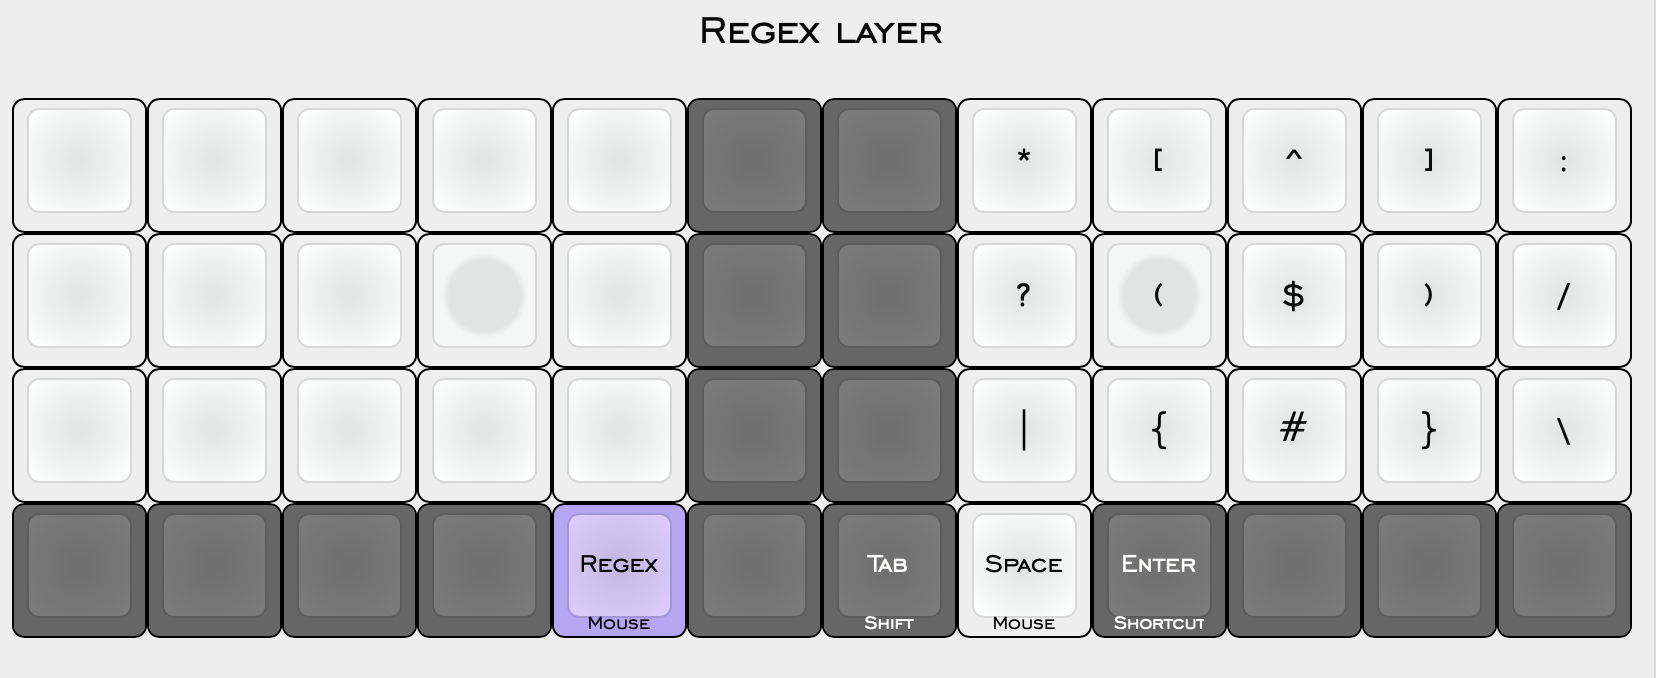 Regex layer
* [ ^ ] :
? ( $ ) /
| { # } \
Regex Tab Space Enter
Mouse Shift Mouse Shortcut